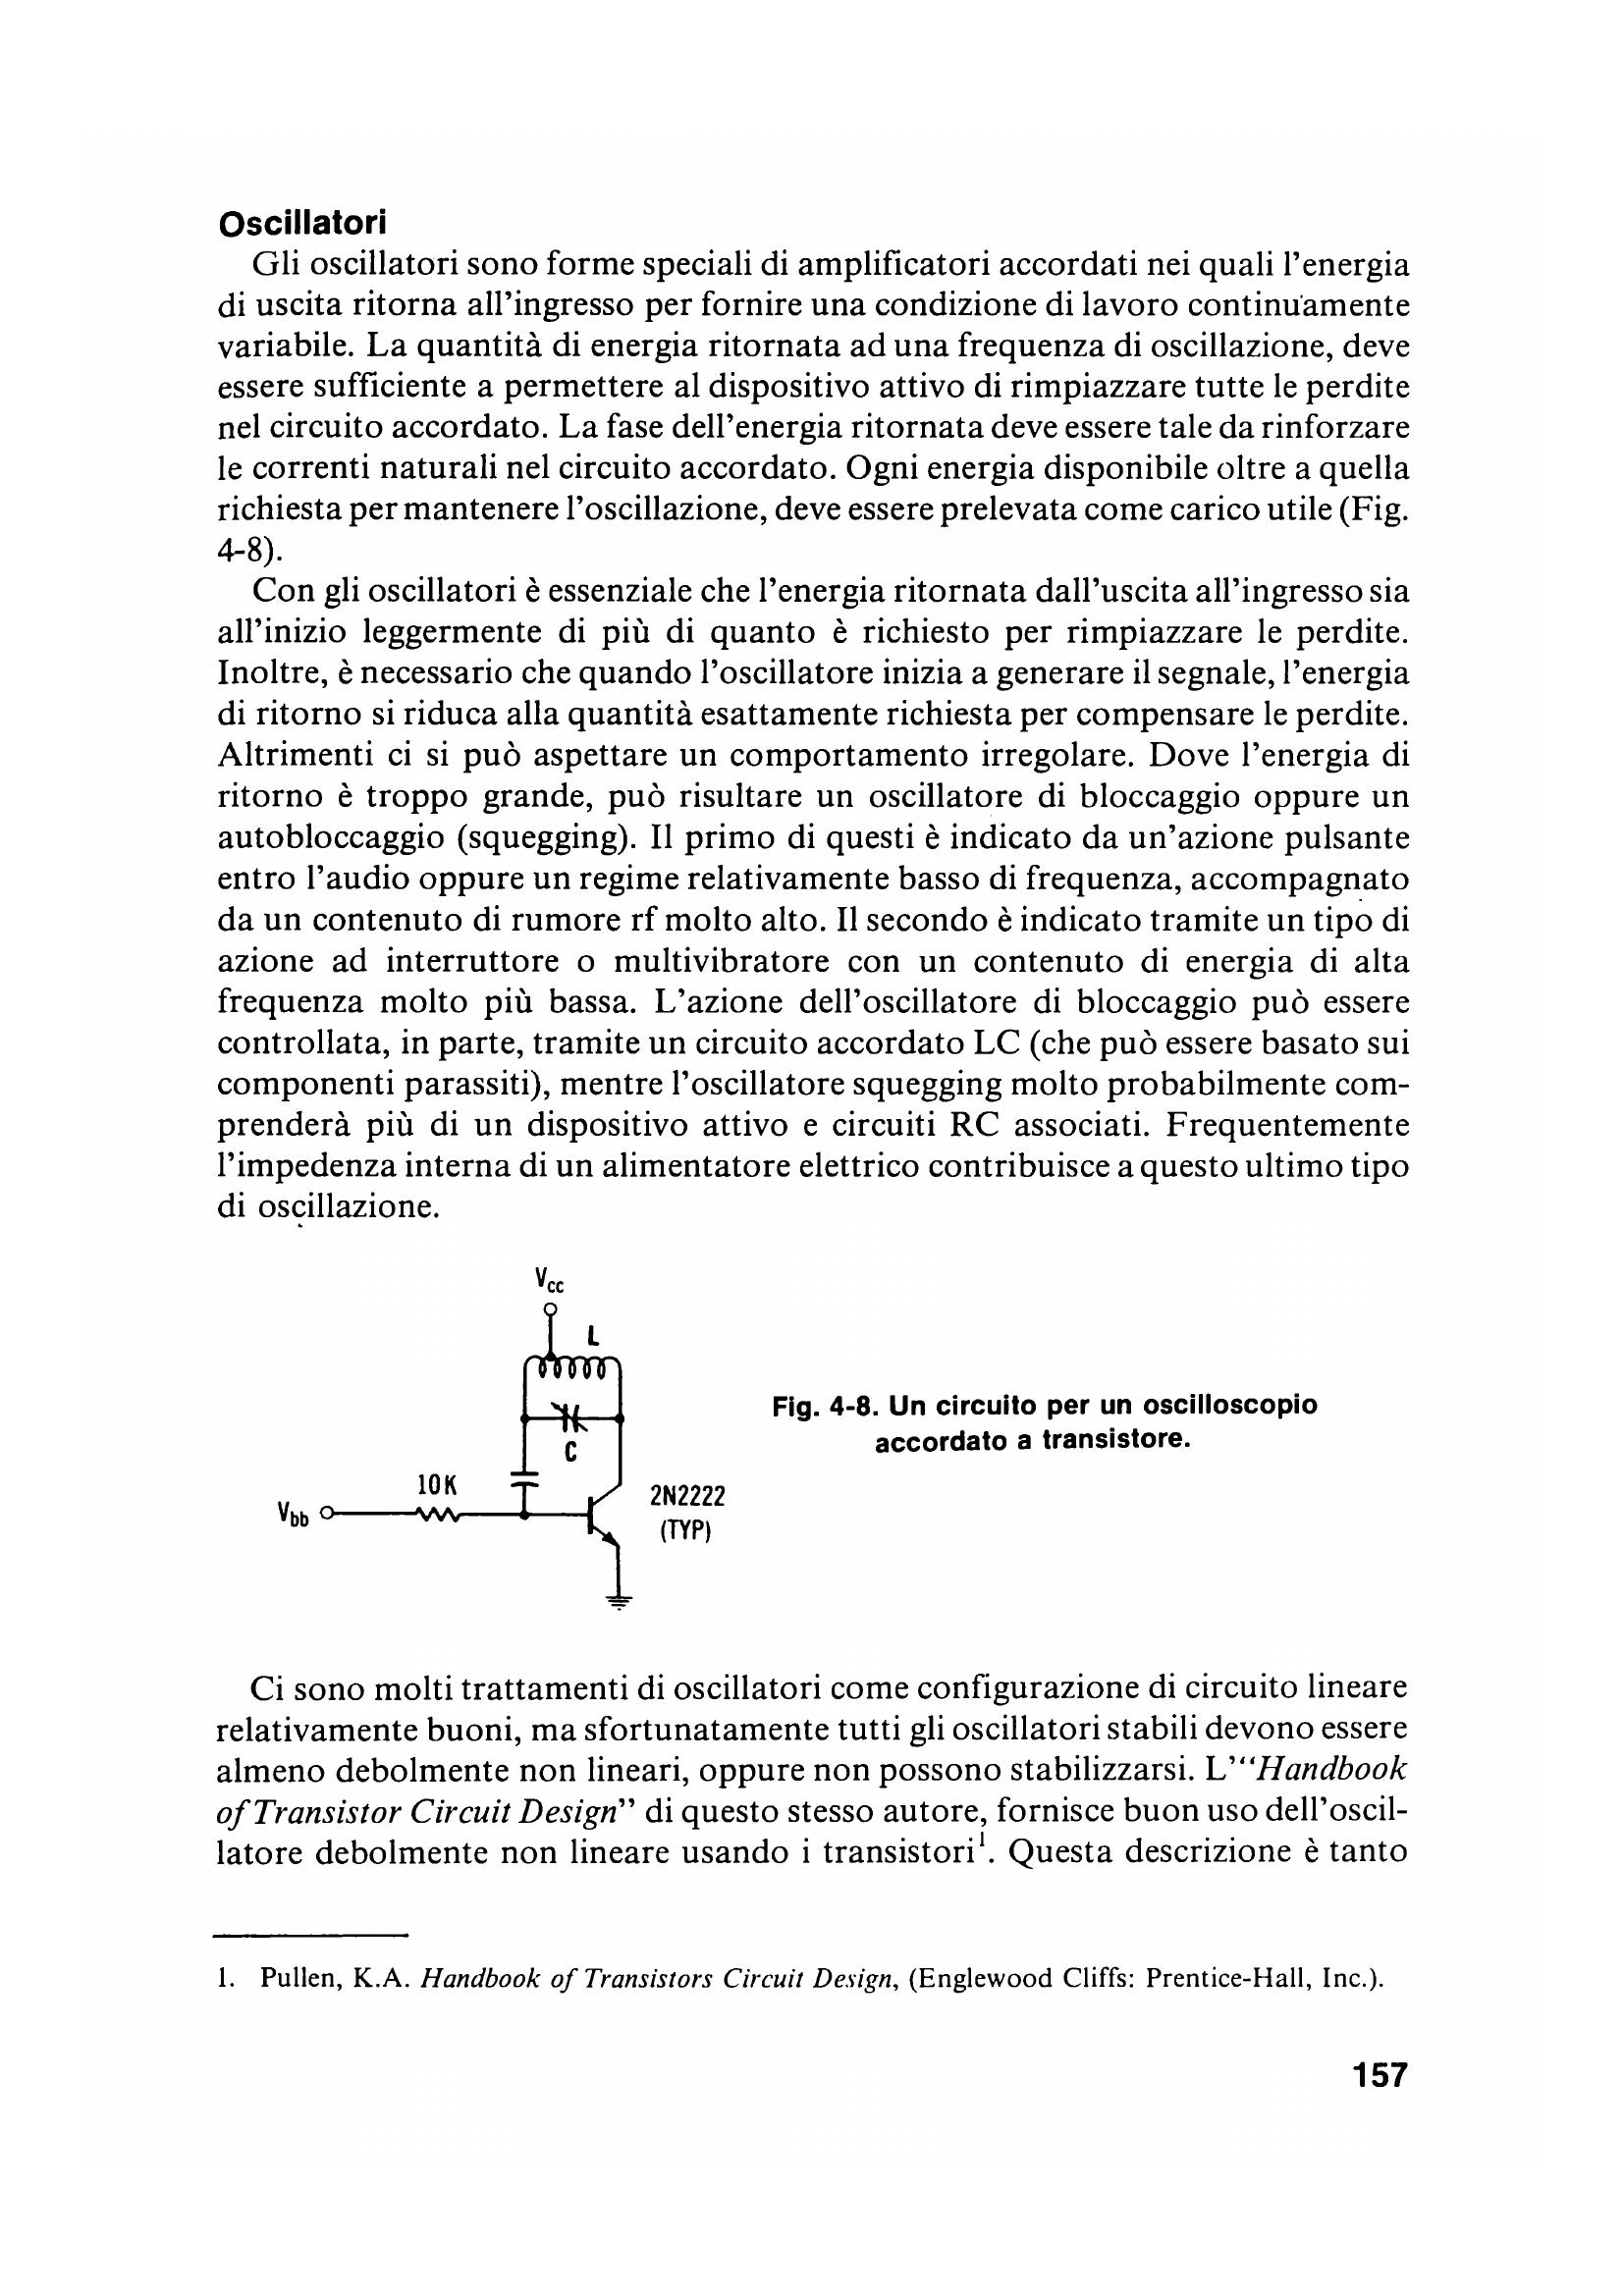 Oscillatori
Gli oscillatori sono forme speciali di amplificatori accordati nei quali l'energia
di uscita ritorna all'ingresso per fornire una condizione di lavoro continuamente
variabile. La quantità di energia ritornata ad una frequenza di oscillazione, deve
essere sufficiente a permettere al dispositivo attivo di rimpiazzare tutte le perdite
nel circuito accordato. La fase dell'energia ritornata deve essere tale da rinforzare
le correnti naturali nel circuito accordato. Ogni energia disponibile oltre a quella
richiesta per mantenere l'oscillazione, deve essere prelevata come carico utile (Fig.
4-8).
Con gli oscillatori è essenziale che l'energia ritornata dall'uscita all'ingresso sia
all'inizio leggermente di più di quanto è richiesto per rimpiazzare le perdite.
Inoltre, è necessario che quando l'oscillatore inizia a generare il segnale, l'energia
di ritorno si riduca alla quantità esattamente richiesta per compensare le perdite.
Altrimenti ci si può aspettare un comportamento irregolare. Dove l'energia di
ritorno è troppo grande, può risultare un oscillatore di bloccaggio oppure un
autobloccaggio (squegging). Il primo di questi è indicato da un'azione pulsante
entro l'audio oppure un regime relativamente basso di frequenza, accompagnato
da un contenuto di rumore rf molto alto. Il secondo è indicato tramite un tipo di
azione ad interruttore o multivibratore con un contenuto di energia di alta
frequenza molto più bassa. L'azione dell'oscillatore di bloccaggio può essere
controllata, in parte, tramite un circuito accordato LC (che può essere basato sui
componenti parassiti), mentre l'oscillatore squegging molto probabilmente com-
prenderà più di un dispositivo attivo e circuiti RC associati. Frequentemente
l'impedenza interna di un alimentatore elettrico contribuisce a questo ultimo tipo
di oscillazione.
Vcc
L
C
10K
Vbb
2N2222
(TYP)
Fig. 4-8. Un circuito per un oscilloscopio
accordato a transistore.
Ci sono molti trattamenti di oscillatori come configurazione di circuito lineare
relativamente buoni, ma sfortunatamente tutti gli oscillatori stabili devono essere
almeno debolmente non lineari, oppure non possono stabilizzarsi. L'“Handbook
of Transistor Circuit Design” di questo stesso autore, fornisce buon uso dell'oscil-
latore debolmente non lineare usando i transistori¹. Questa descrizione è tanto
1. Pullen, K.A. Handbook of Transistors Circuit Design, (Englewood Cliffs: Prentice-Hall, Inc.).
157